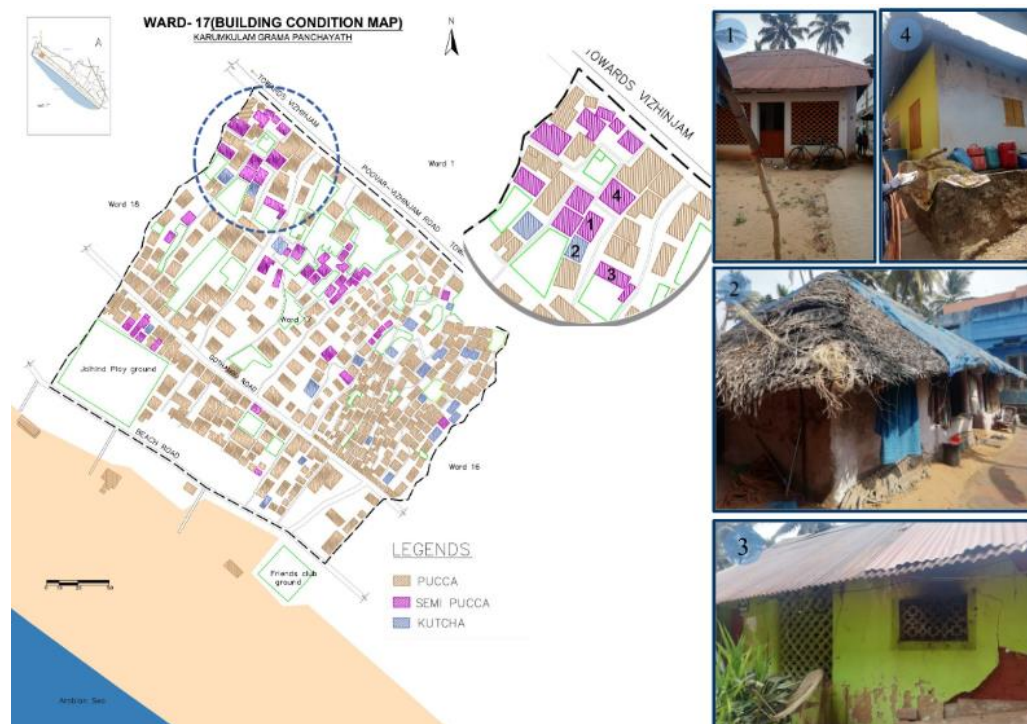 WARD- 17(BUILDING CONDITION MAP)
KARUMKULAM GRAMA PANCHAYATH
N
A
TOWARDS VIZHINJAM
POOVAR-VIZHINJAM ROAD
Ward 1
Ward 18
Ward 17
Jaihind Play ground
GOTHAMBU ROAD
BEACH ROAD
Ward 16
Friends club
ground
Arabian Sea
TOWARDS VIZHINJAM
4
1
2
3
LEGENDS
PUCCA
SEMI PUCCA
KUTCHA
1
4
2
3